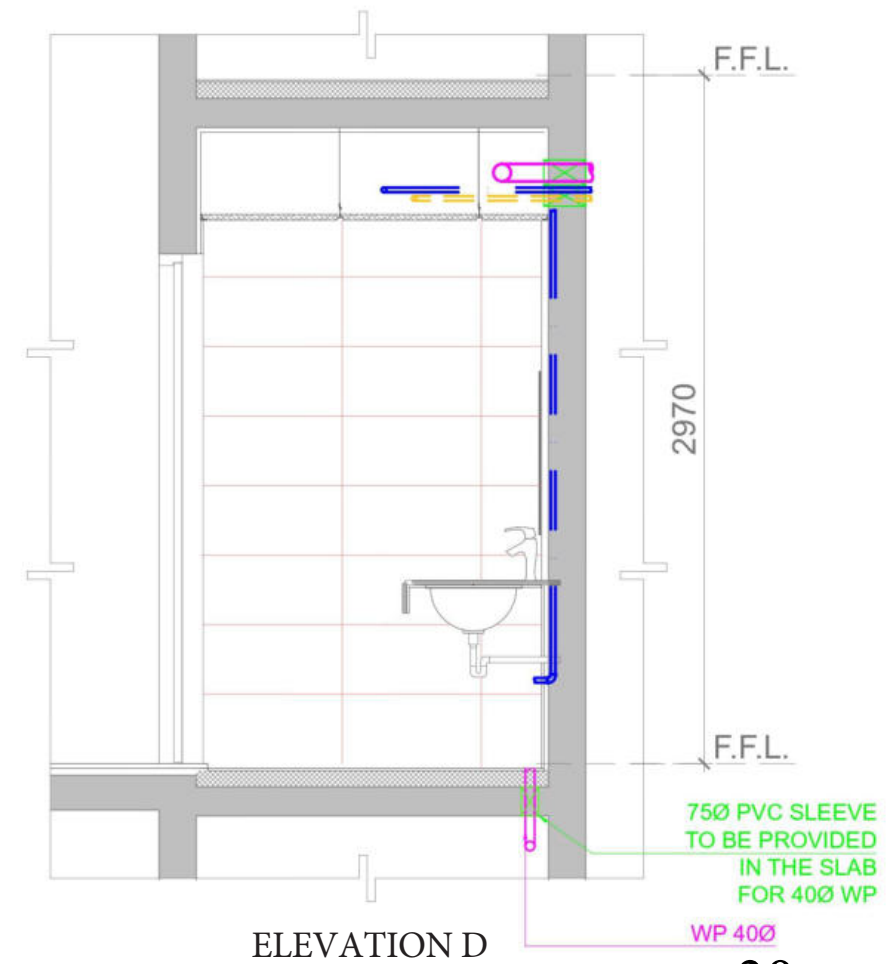 F.F.L.
2970
F.F.L.
75Ø PVC SLEEVE
TO BE PROVIDED
IN THE SLAB
FOR 40Ø WP
WP 40Ø
ELEVATION D